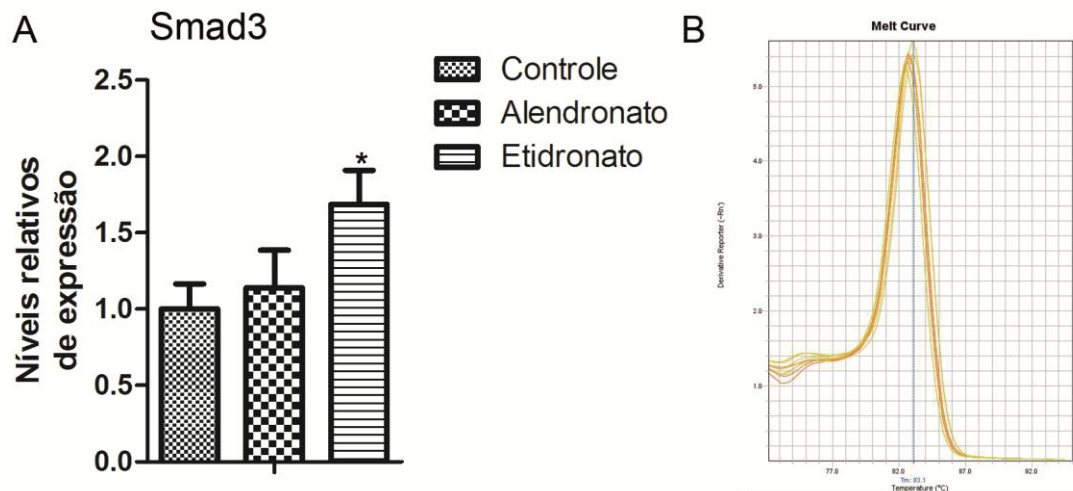 A
Smad3
Níveis relativos
de expressão
2.5
2.0
1.5
1.0
0.5
0.0
*
Controle
Alendronato
Etidronato
B
Melt Curve
Derivative Reporter (-Rn')
5.0
4.0
3.0
2.0
1.0
77.0
82.0
87.0
92.0
Tm: 83.1
Temperature (°C)